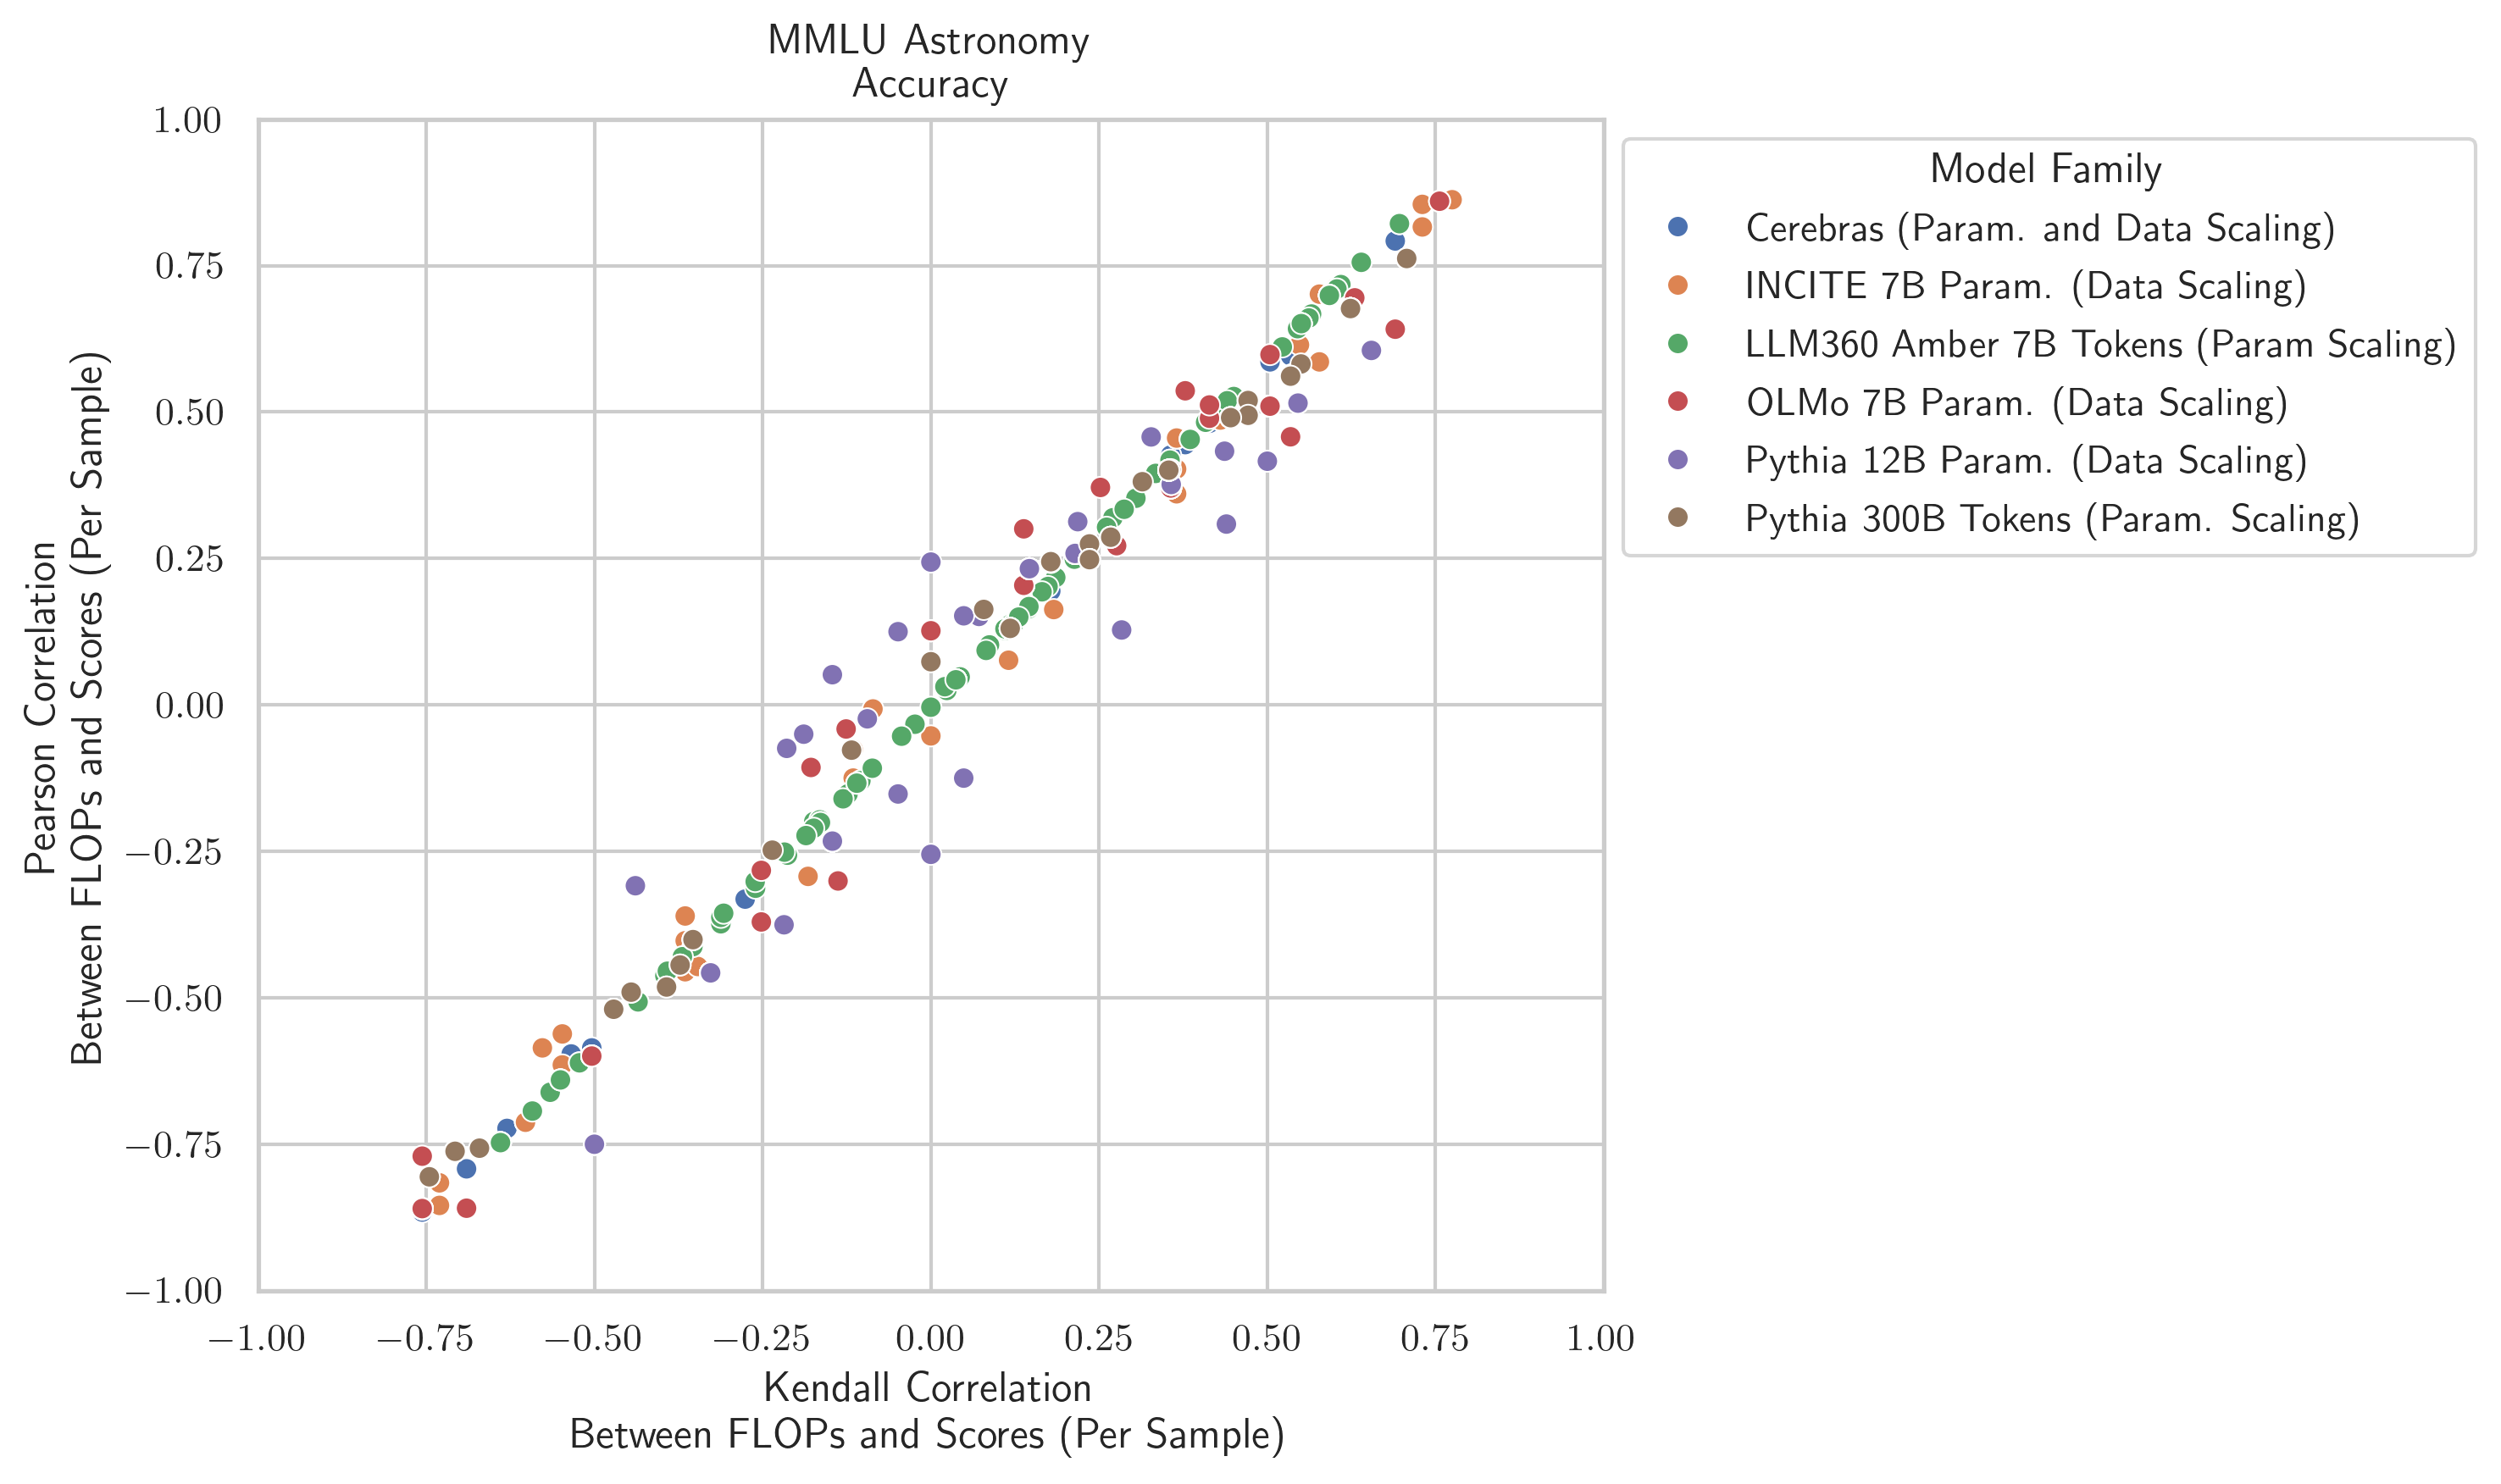 MMLU Astronomy
Accuracy
1.00
0.75
0.50
0.25
0.00
−0.25
−0.50
−0.75
−1.00
Pearson Correlation
Between FLOPs and Scores (Per Sample)
−1.00 −0.75 −0.50 −0.25 0.00 0.25 0.50 0.75 1.00
Kendall Correlation
Between FLOPs and Scores (Per Sample)
Model Family
Cerebras (Param. and Data Scaling)
INCITE 7B Param. (Data Scaling)
LLM360 Amber 7B Tokens (Param Scaling)
OLMo 7B Param. (Data Scaling)
Pythia 12B Param. (Data Scaling)
Pythia 300B Tokens (Param. Scaling)